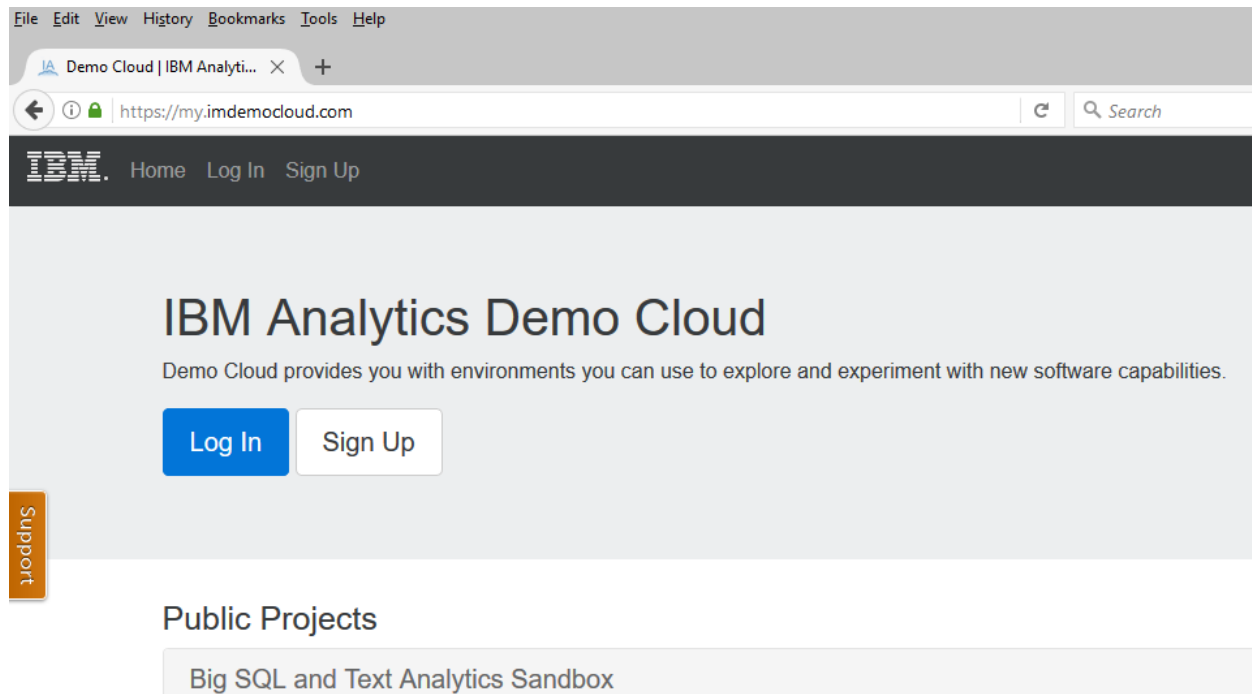 File Edit View History Bookmarks Tools Help
IA Demo Cloud | IBM Analyti...
https://my.imdemocloud.com Search
IBM. Home Log In Sign Up
IBM Analytics Demo Cloud
Demo Cloud provides you with environments you can use to explore and experiment with new software capabilities.
Log In Sign Up
Support
Public Projects
Big SQL and Text Analytics Sandbox